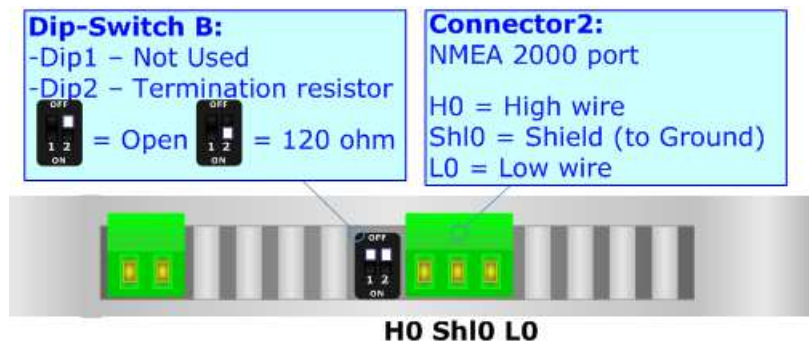 Dip-Switch B:
-Dip1 – Not Used
-Dip2 – Termination resistor
OFF
1 2
ON
= Open
OFF
1 2
ON
= 120 ohm
Connector2:
NMEA 2000 port
H0 = High wire
Shl0 = Shield (to Ground)
L0 = Low wire
OFF
1 2
ON
H0 Shl0 L0